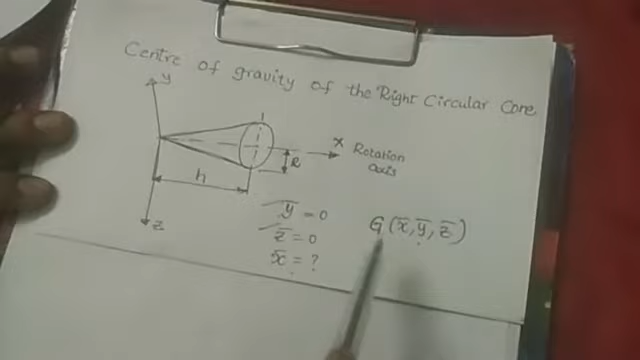 Centre of gravity of the Right Circular Cone
y
x Rotation
axis
R
h
z
y̅ = 0
z̅ = 0
x̅ = ?
G(x̅, y̅, z̅)